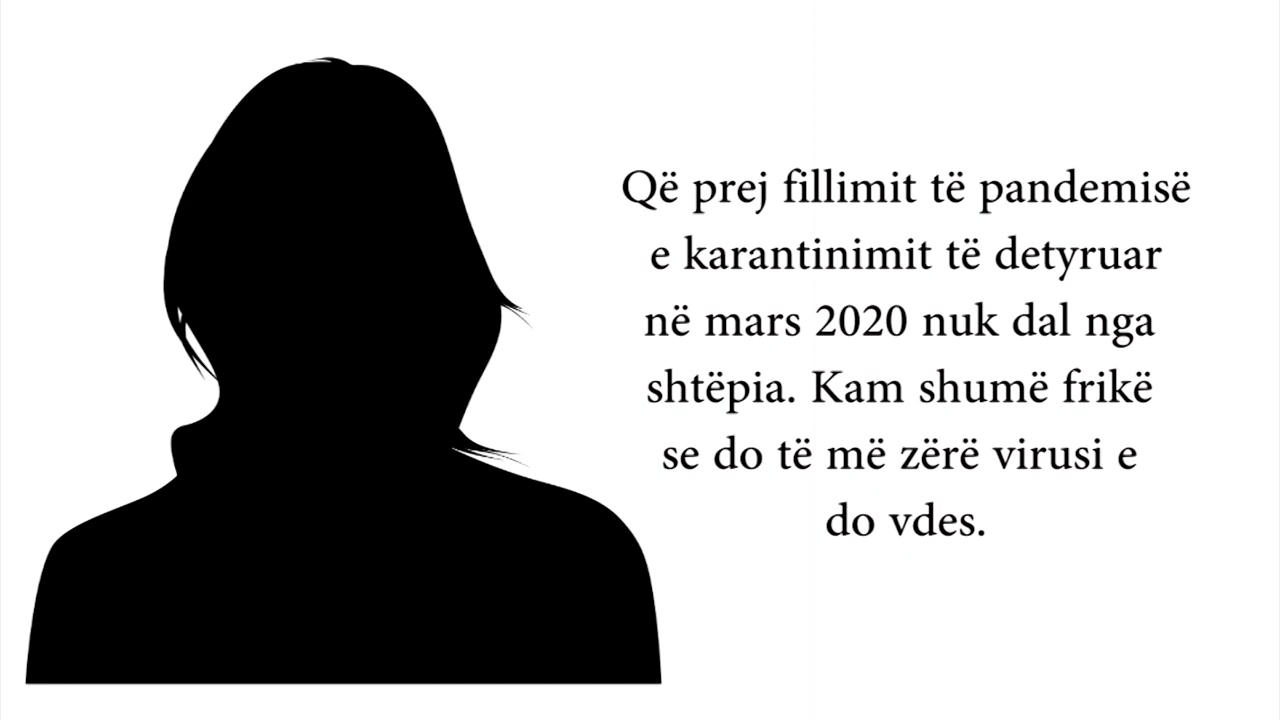 Që prej fillimit të pandemisë
e karantinimit të detyruar
në mars 2020 nuk dal nga
shtëpia. Kam shumë frikë
se do të më zërë virusi e
do vdes.